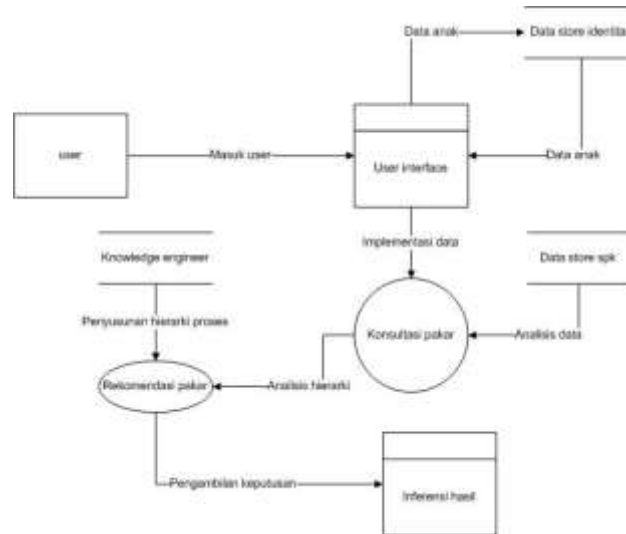 Data anak
Data store identita
user
Masuk user
User interface
Data anak
Implementasi data
Knowledge engineer
Data store spk
Penyusunan hierarki proses
Konsultasi pakar
Analisis data
Rekomendasi pakar
Analisis hierarki
Pengambilan keputusan
Inferensi hasil